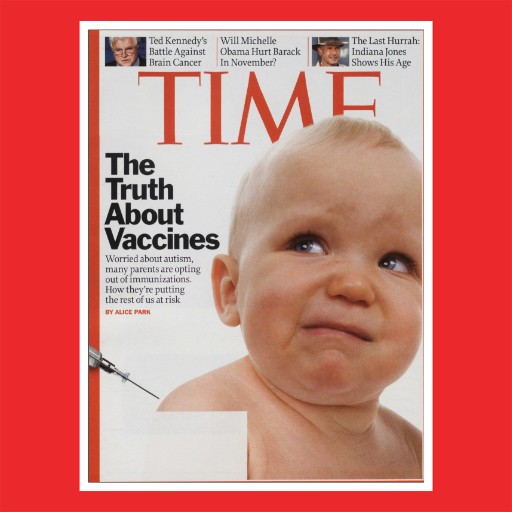 Ted Kennedy's
Battle Against
Brain Cancer
Will Michelle
Obama Hurt Barack
In November?
The Last Hurrah:
Indiana Jones
Shows His Age
TIME
The
Truth
About
Vaccines
Worried about autism,
many parents are opting
out of immunizations.
How they're putting
the rest of us at risk
BY ALICE PARK